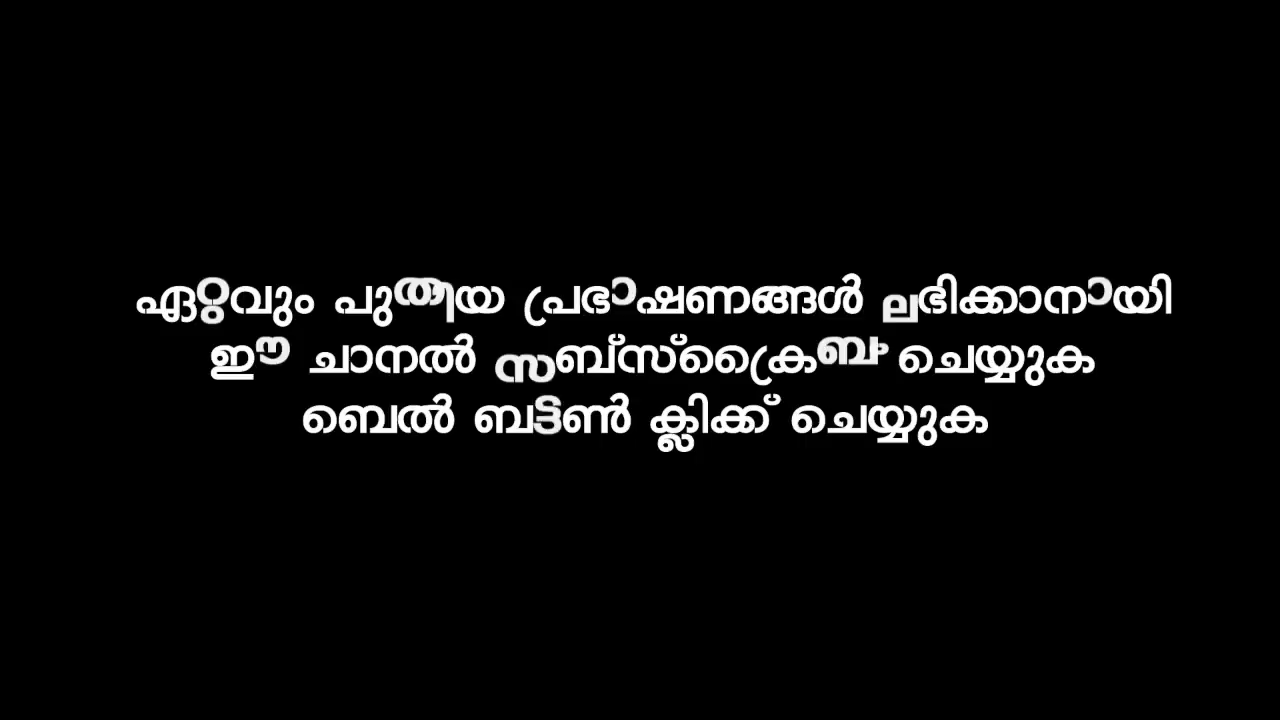 ഏറ്റവും പുതിയ പ്രഭാഷണങ്ങൾ ലഭിക്കാനായി
ഈ ചാനൽ സബ്സ്ക്രൈബ് ചെയ്യുക
ബെൽ ബട്ടൺ ക്ലിക്ക് ചെയ്യുക